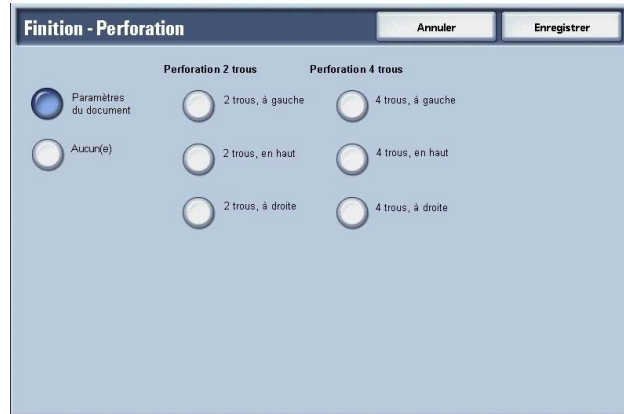 Finition - Perforation
Annuler
Enregistrer
Perforation 2 trous
Perforation 4 trous
Paramètres
du document
2 trous, à gauche
4 trous, à gauche
Aucun(e)
2 trous, en haut
4 trous, en haut
2 trous, à droite
4 trous, à droite